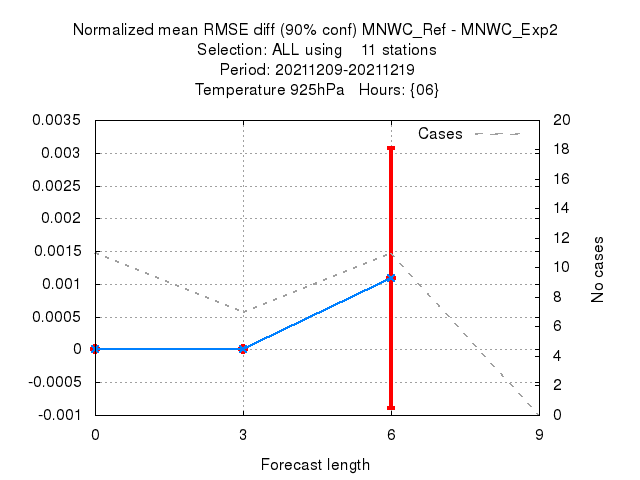 Normalized mean RMSE diff (90% conf) MNWC_Ref - MNWC_Exp2
Selection: ALL using    11 stations
Period: 20211209-20211219
Temperature 925hPa   Hours: {06}
0.0035
0.003
0.0025
0.002
0.0015
0.001
0.0005
0
-0.0005
-0.001
Cases
20
18
16
14
12
10
8
6
4
2
0
No cases
0 3 6 9
Forecast length